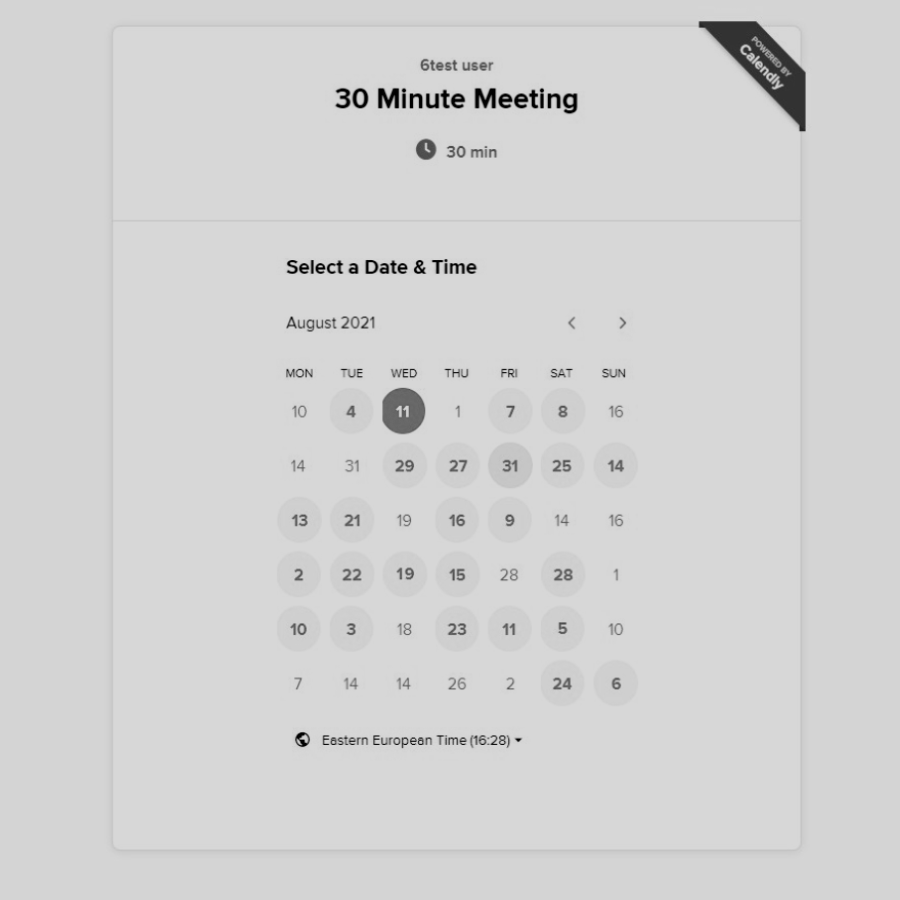 POWERED BY
Calendly
6test user
30 Minute Meeting
30 min
Select a Date & Time
August 2021
MON TUE WED THU FRI SAT SUN
10 4 11 1 7 8 16
14 31 29 27 31 25 14
13 21 19 16 9 14 16
2 22 19 15 28 28 1
10 3 18 23 11 5 10
7 14 14 26 2 24 6
Eastern European Time (16:28)